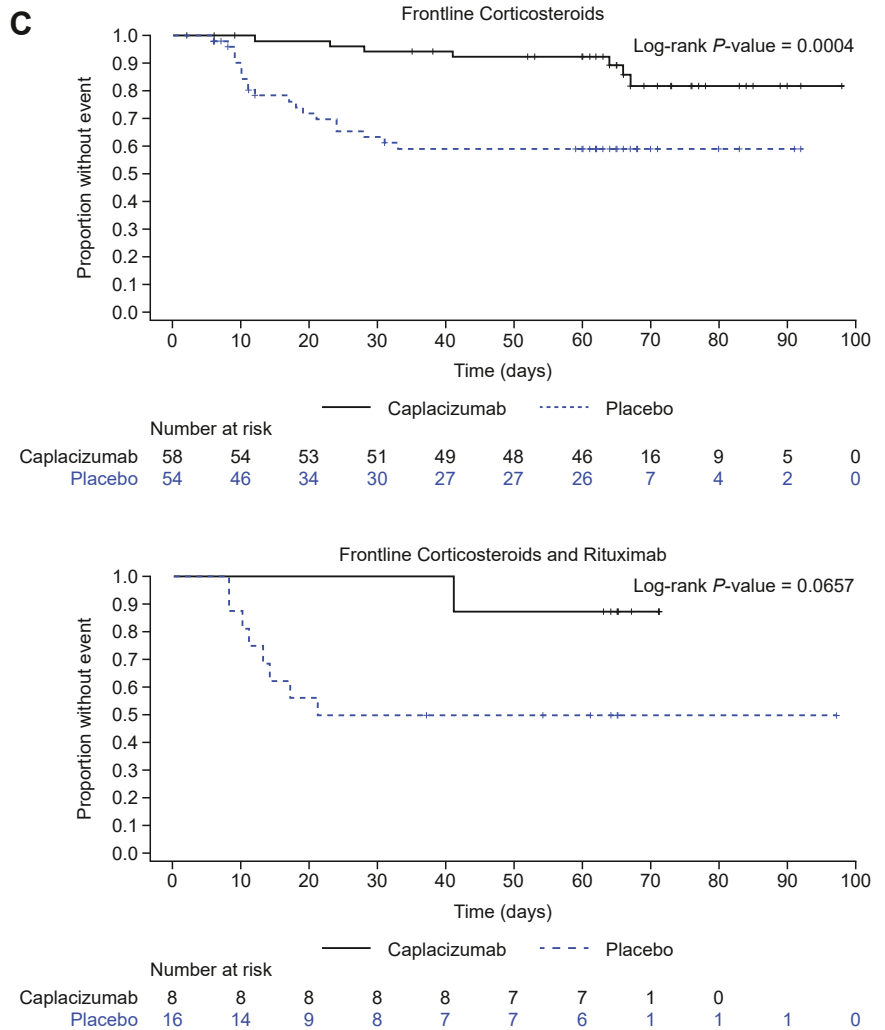 C
Frontline Corticosteroids
Log-rank P-value = 0.0004
Proportion without event
1.0
0.9
0.8
0.7
0.6
0.5
0.4
0.3
0.2
0.1
0.0
0 10 20 30 40 50 60 70 80 90 100
Time (days)
Caplacizumab Placebo
Number at risk
Caplacizumab 58 54 53 51 49 48 46 16 9 5 0
Placebo 54 46 34 30 27 27 26 7 4 2 0
Frontline Corticosteroids and Rituximab
Log-rank P-value = 0.0657
Proportion without event
1.0
0.9
0.8
0.7
0.6
0.5
0.4
0.3
0.2
0.1
0.0
0 10 20 30 40 50 60 70 80 90 100
Time (days)
Caplacizumab Placebo
Number at risk
Caplacizumab 8 8 8 8 8 7 7 1 0
Placebo 16 14 9 8 7 7 6 1 1 1 0